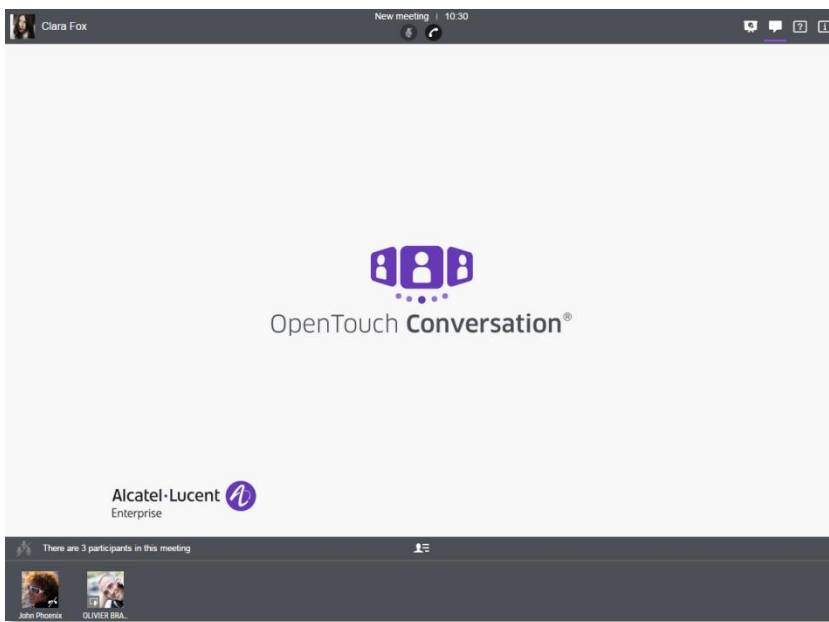 Clara Fox
New meeting | 10:30
OpenTouch Conversation®
Alcatel·Lucent
Enterprise
There are 3 participants in this meeting
John Phoenix
OLIVIER BRA..